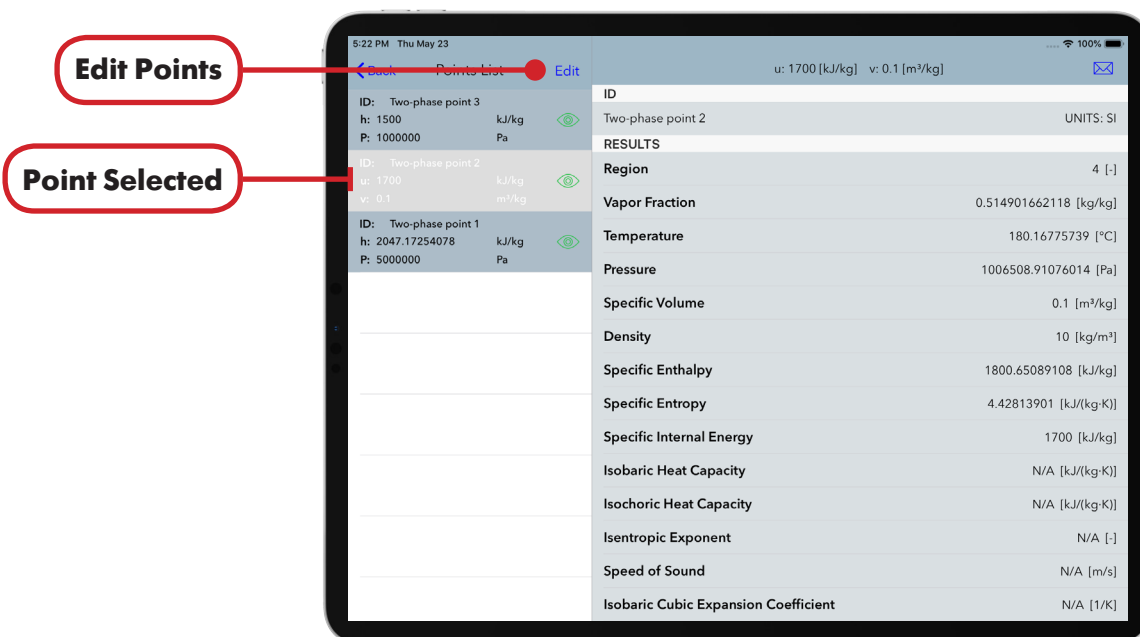 Edit Points
Point Selected
5:22 PM Thu May 23
100%
Back Points List Edit
u: 1700 [kJ/kg] v: 0.1 [m³/kg]
ID: Two-phase point 3
h: 1500 kJ/kg
P: 1000000 Pa
ID: Two-phase point 2
u: 1700 kJ/kg
v: 0.1 m³/kg
ID: Two-phase point 1
h: 2047.17254078 kJ/kg
P: 5000000 Pa
ID
Two-phase point 2 UNITS: SI
RESULTS
Region 4 [-]
Vapor Fraction 0.514901662118 [kg/kg]
Temperature 180.16775739 [°C]
Pressure 1006508.91076014 [Pa]
Specific Volume 0.1 [m³/kg]
Density 10 [kg/m³]
Specific Enthalpy 1800.65089108 [kJ/kg]
Specific Entropy 4.42813901 [kJ/(kg·K)]
Specific Internal Energy 1700 [kJ/kg]
Isobaric Heat Capacity N/A [kJ/(kg·K)]
Isochoric Heat Capacity N/A [kJ/(kg·K)]
Isentropic Exponent N/A [-]
Speed of Sound N/A [m/s]
Isobaric Cubic Expansion Coefficient N/A [1/K]